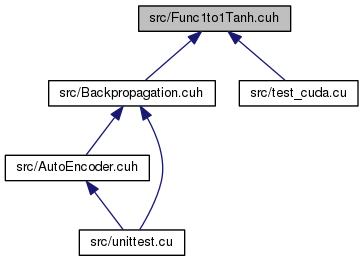 src/Func1to1Tanh.cuh
src/Backpropagation.cuh
src/test_cuda.cu
src/AutoEncoder.cuh
src/unittest.cu